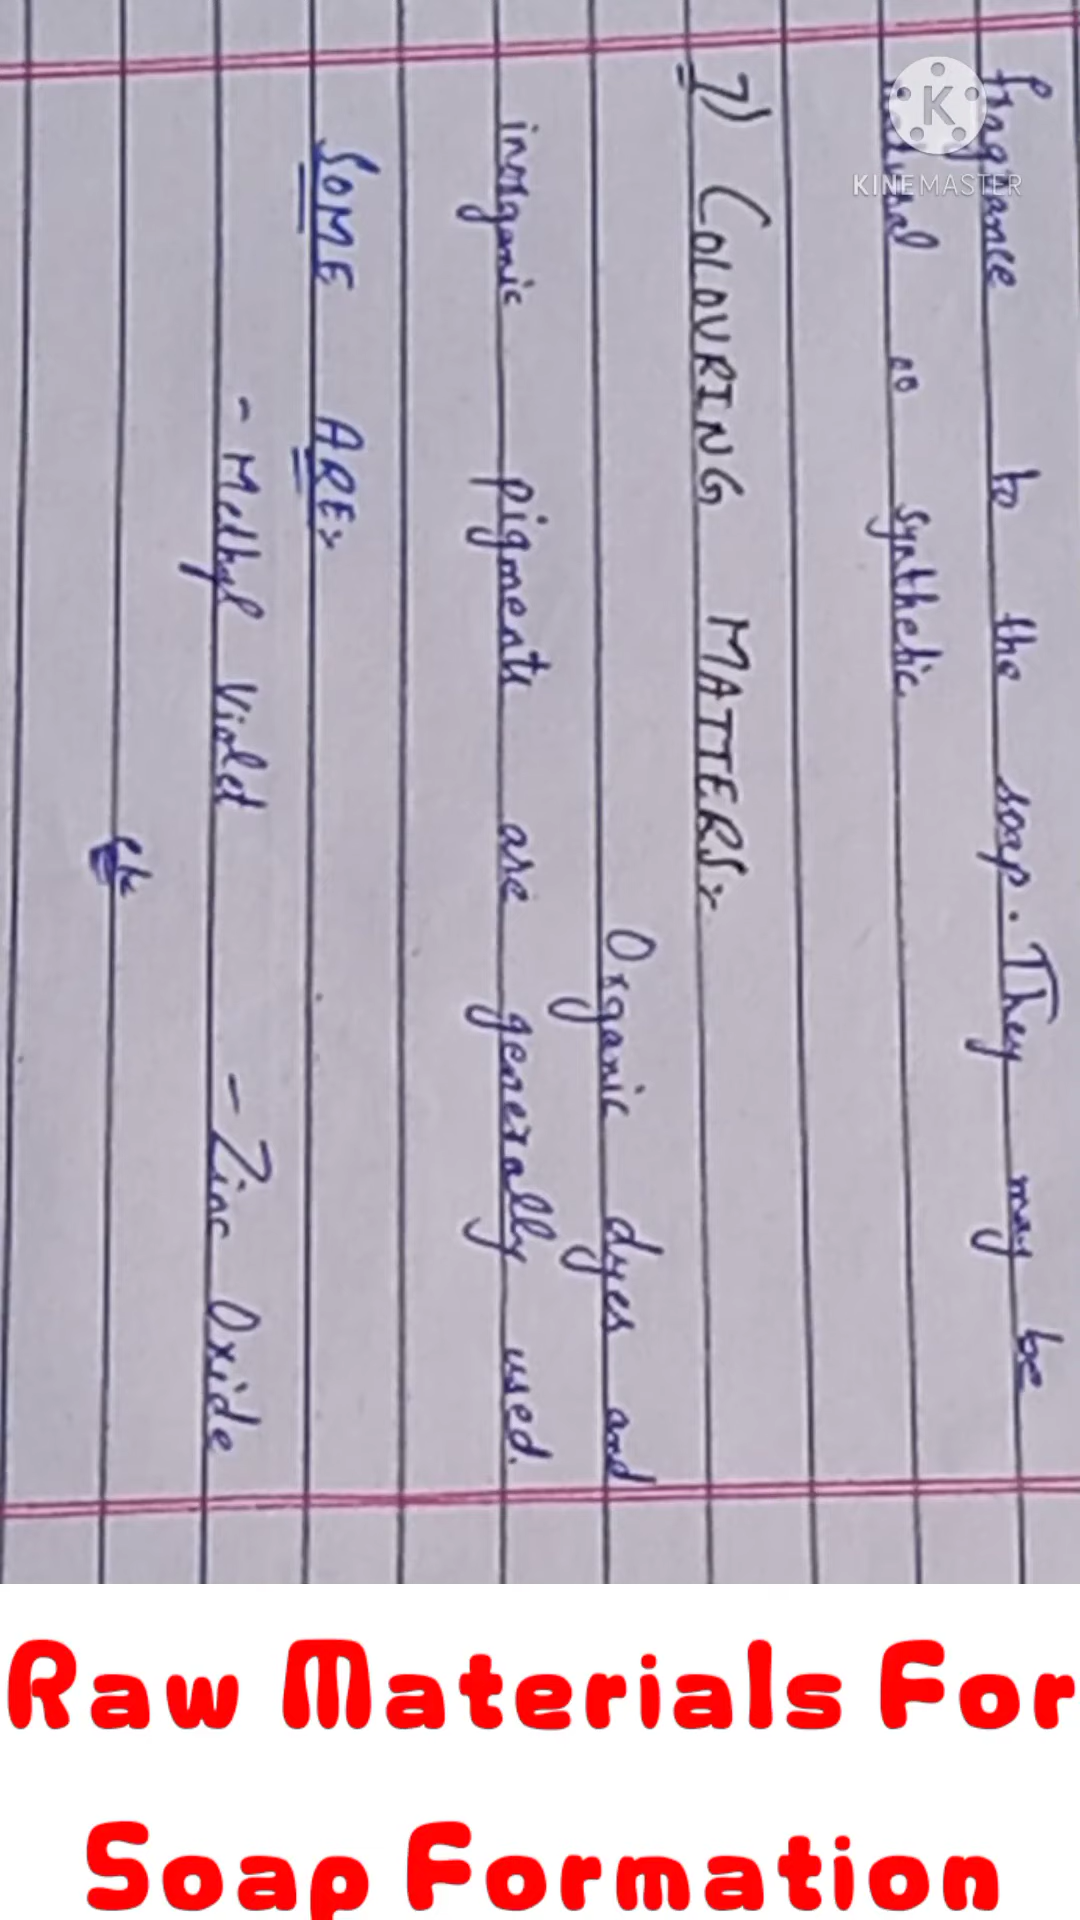 fragrance to the soap. They may be
natural or synthetic.
7) COLOURING MATTERS:-
Organic dyes and
inorganic pigments are generally used.
SOME ARE:-
- Methyl Violet - Zinc Oxide
etc
KINEMASTER
Raw Materials For
Soap Formation